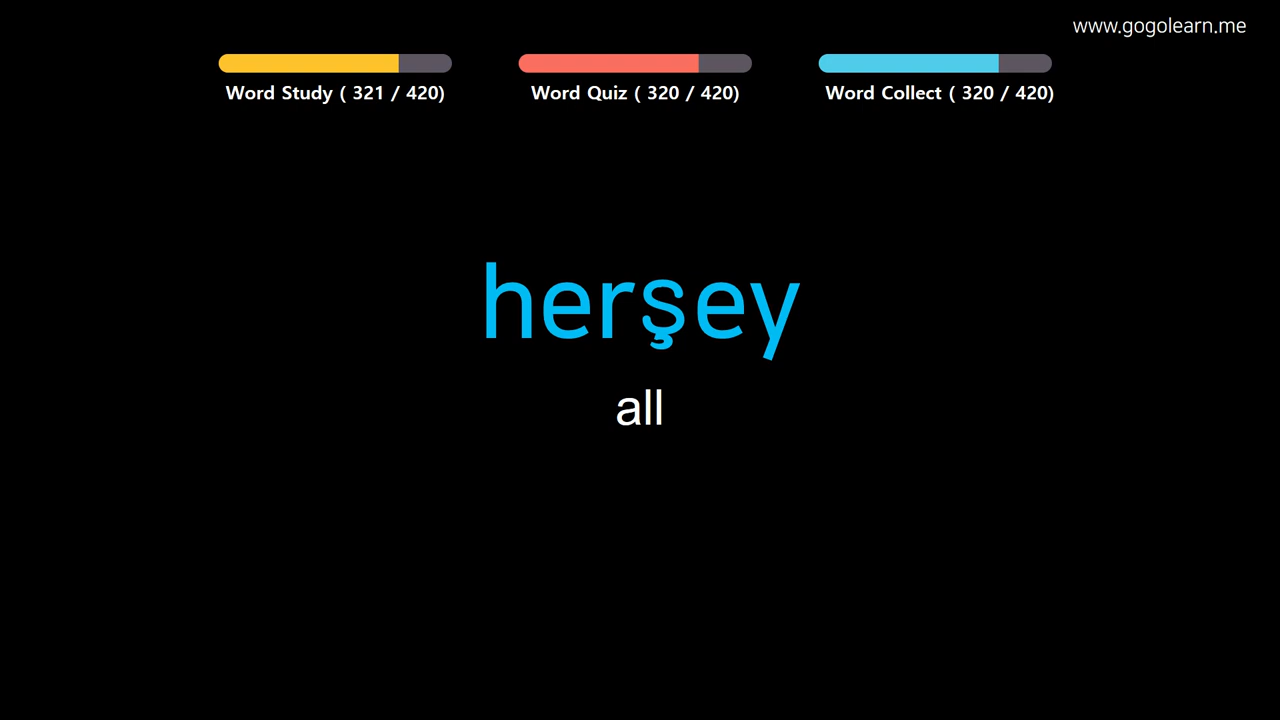 www.gogolearn.me
Word Study ( 321 / 420)
Word Quiz ( 320 / 420)
Word Collect ( 320 / 420)
herşey
all